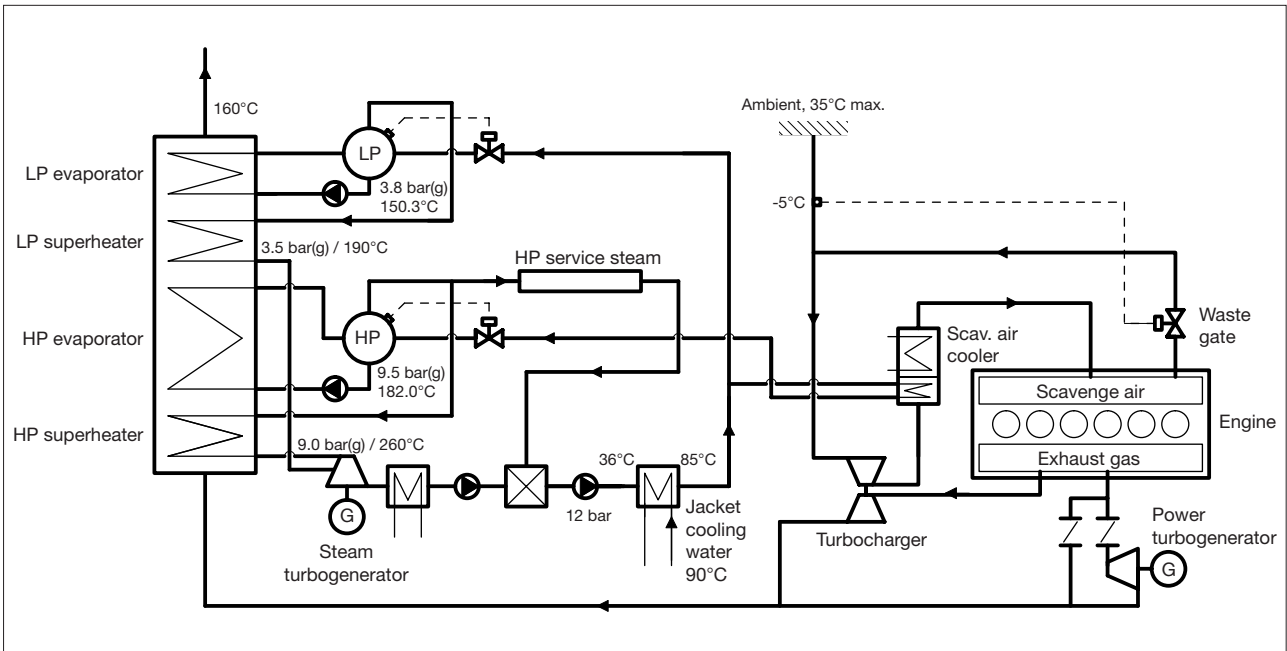 160°C
Ambient, 35°C max.
LP
LP evaporator
3.8 bar(g)
150.3°C
-5°C
LP superheater
3.5 bar(g) / 190°C
HP service steam
HP evaporator
HP
9.5 bar(g)
182.0°C
Scav. air
cooler
Waste
gate
Scavenge air
Engine
Exhaust gas
HP superheater
9.0 bar(g) / 260°C
36°C
85°C
G
12 bar
Steam
turbogenerator
Jacket
cooling
water
90°C
Turbocharger
Power
turbogenerator
G